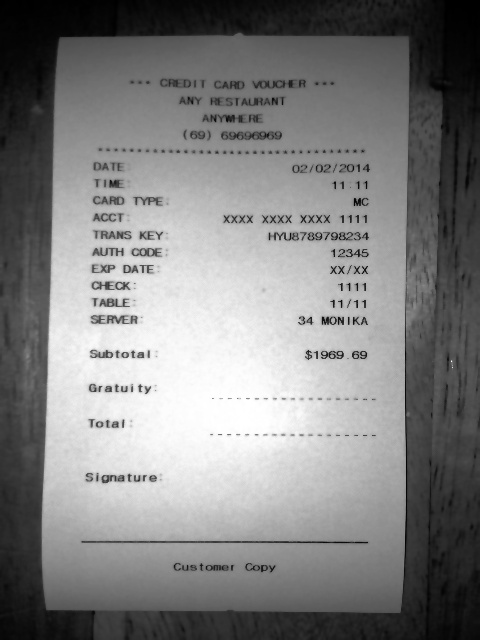 *** CREDIT CARD VOUCHER ***
ANY RESTAURANT
ANYWHERE
(69) 69696969
**********************************
DATE: 02/02/2014
TIME: 11:11
CARD TYPE: MC
ACCT: XXXX XXXX XXXX 1111
TRANS KEY: HYU8789798234
AUTH CODE: 12345
EXP DATE: XX/XX
CHECK: 1111
TABLE: 11/11
SERVER: 34 MONIKA
Subtotal: $1969.69
Gratuity:
Total:
Signature:
Customer Copy